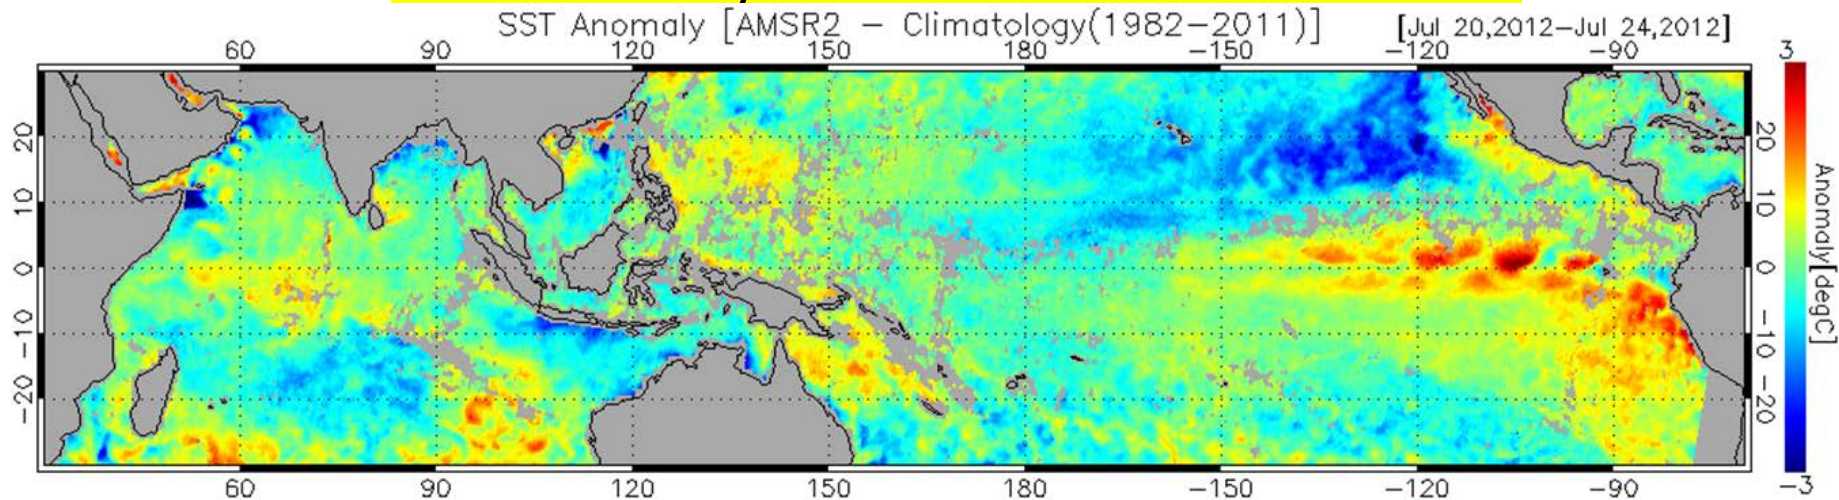 SST Anomaly [AMSR2 − Climatology(1982−2011)]
[Jul 20,2012−Jul 24,2012]
60 90 120 150 180 −150 −120 −90 3
20 20
10 10
0 0
−10 −10
−20 −20
Anomaly[degC]
60 90 120 150 180 −150 −120 −90 −3